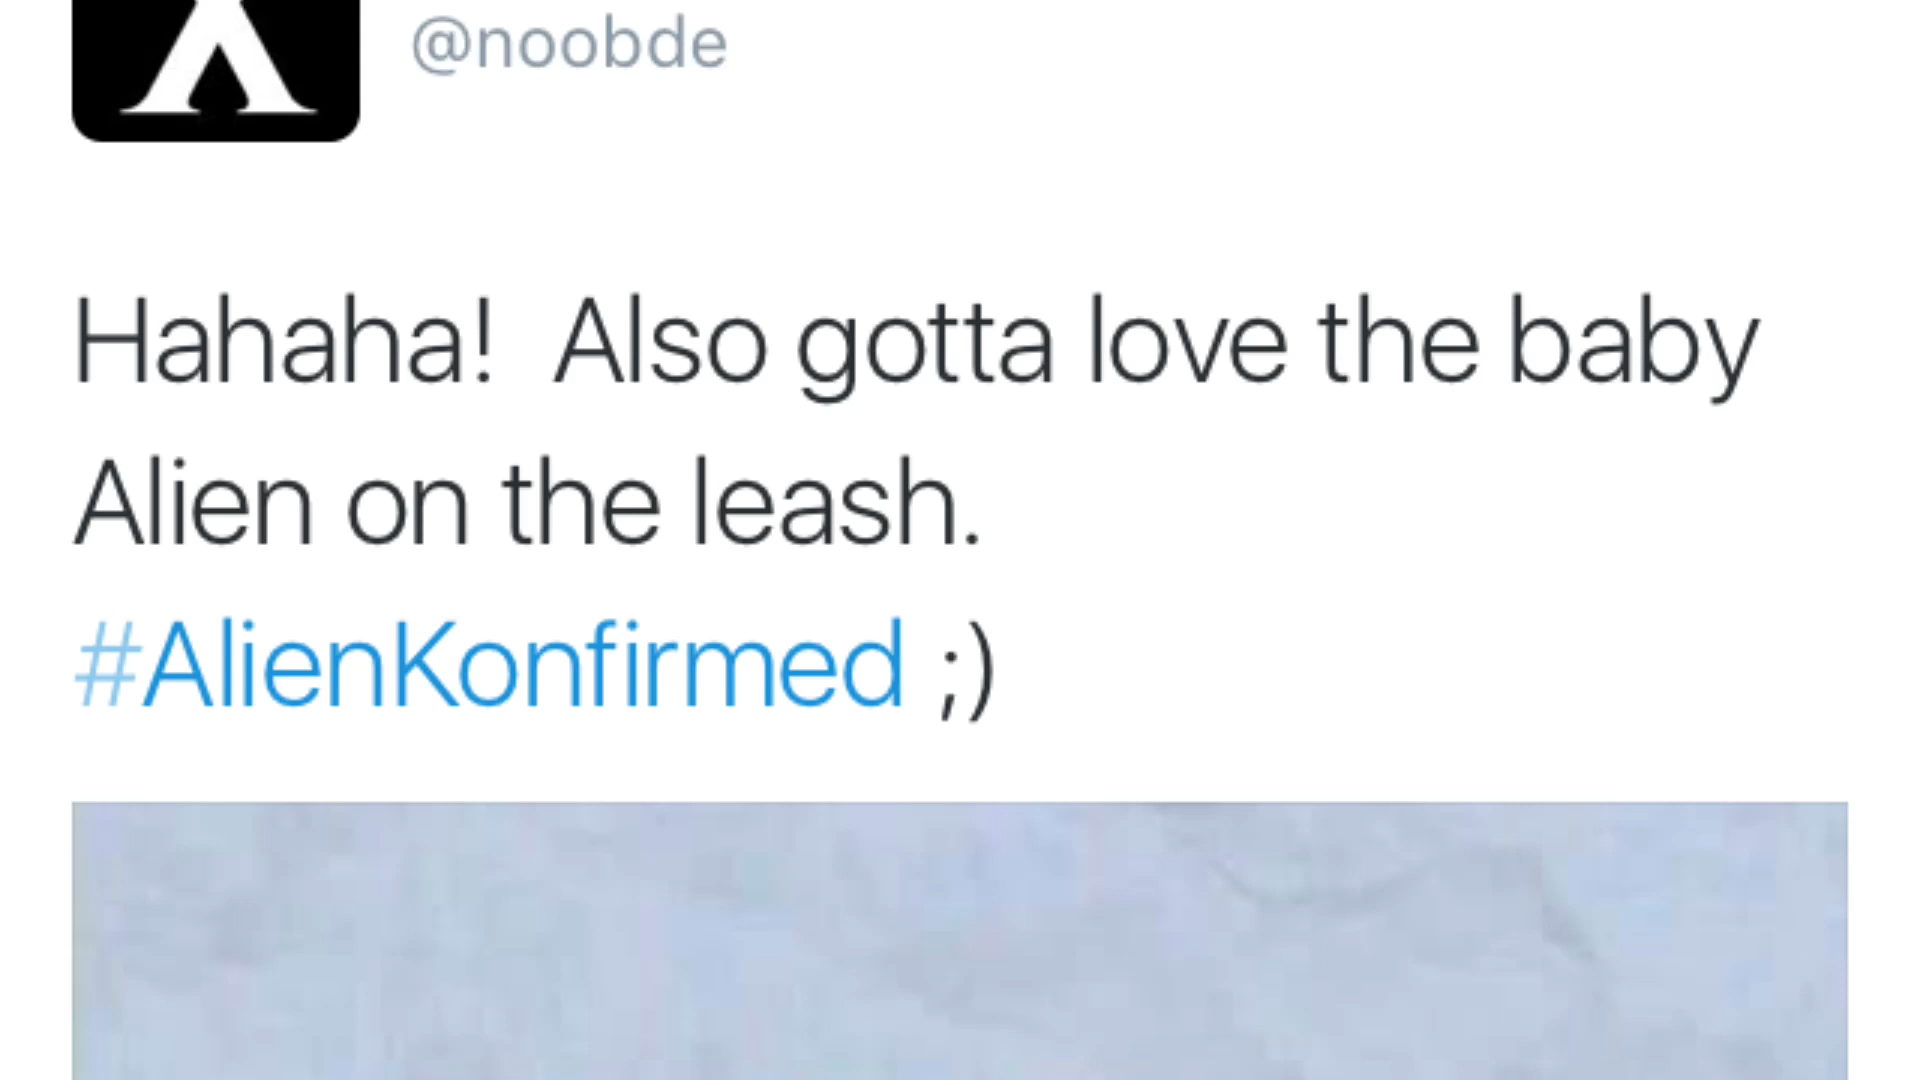 @noobde
Hahaha!  Also gotta love the baby
Alien on the leash.
#AlienKonfirmed ;)